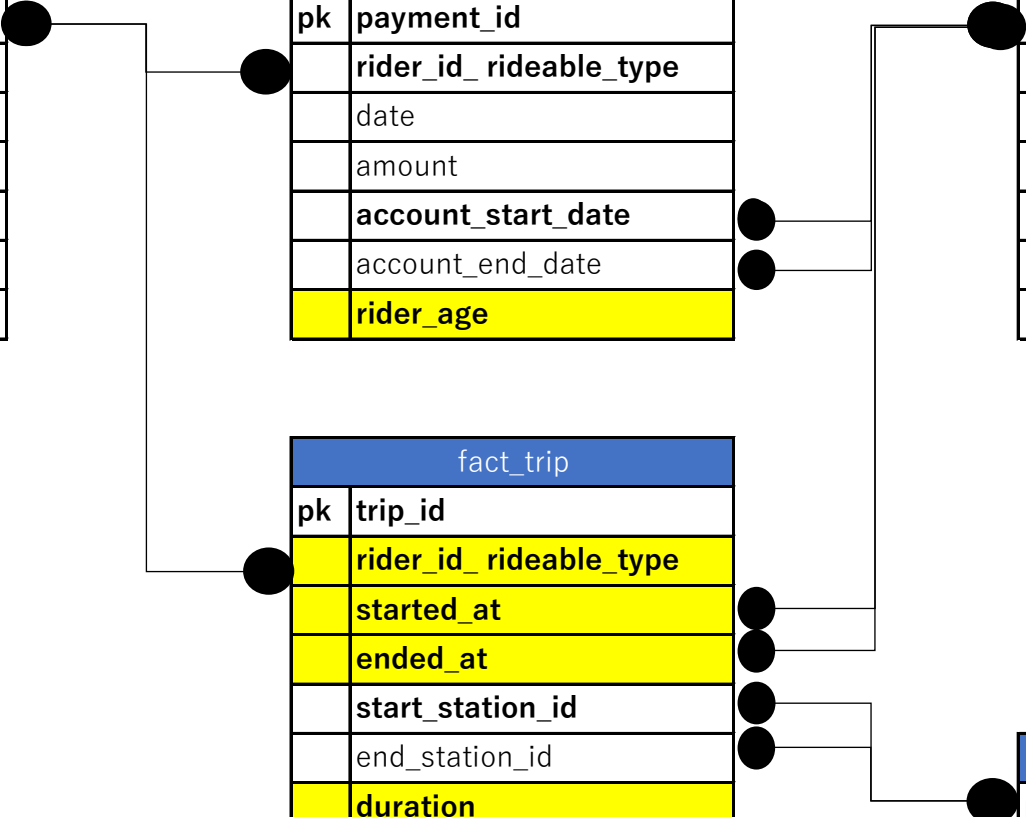 pk payment_id
rider_id_ rideable_type
date
amount
account_start_date
account_end_date
rider_age
fact_trip
pk trip_id
rider_id_ rideable_type
started_at
ended_at
start_station_id
end_station_id
duration